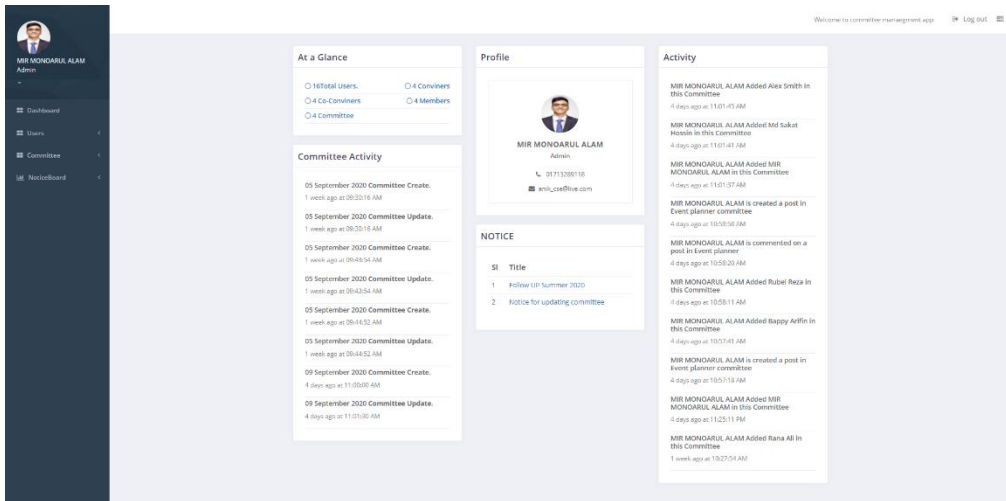 Welcome to committee management app
Log out
MIR MONOARUL ALAM
Admin
Dashboard
Users
Committee
NoticeBoard
At a Glance
16Total Users.
4 Conviners
4 Co-Conviners
4 Members
4 Committee
Committee Activity
05 September 2020 Committee Create.
1 week ago at 09:30:16 AM
05 September 2020 Committee Update.
1 week ago at 09:30:16 AM
05 September 2020 Committee Create.
1 week ago at 09:43:54 AM
05 September 2020 Committee Update.
1 week ago at 09:43:54 AM
05 September 2020 Committee Create.
1 week ago at 09:44:52 AM
05 September 2020 Committee Update.
1 week ago at 09:44:52 AM
09 September 2020 Committee Create.
4 days ago at 11:00:00 AM
09 September 2020 Committee Update.
4 days ago at 11:01:30 AM
Profile
MIR MONOARUL ALAM
Admin
01713289118
anik_cse@live.com
NOTICE
Sl Title
1 Follow UP Summer 2020
2 Notice for updating committee
Activity
MIR MONOARUL ALAM Added Alex Smith in
this Committee
4 days ago at 11:01:45 AM
MIR MONOARUL ALAM Added Md Sakat
Hossin in this Committee
4 days ago at 11:01:41 AM
MIR MONOARUL ALAM Added MIR
MONOARUL ALAM in this Committee
4 days ago at 11:01:37 AM
MIR MONOARUL ALAM is created a post in
Event planner committee
4 days ago at 10:58:58 AM
MIR MONOARUL ALAM is commented on a
post in Event planner
4 days ago at 10:58:20 AM
MIR MONOARUL ALAM Added Rubel Reza in
this Committee
4 days ago at 10:58:11 AM
MIR MONOARUL ALAM Added Bappy Ariffin in
this Committee
4 days ago at 10:57:41 AM
MIR MONOARUL ALAM is created a post in
Event planner committee
4 days ago at 10:57:18 AM
MIR MONOARUL ALAM Added MIR
MONOARUL ALAM in this Committee
4 days ago at 11:25:11 PM
MIR MONOARUL ALAM Added Rana Ali in
this Committee
1 week ago at 10:27:54 AM